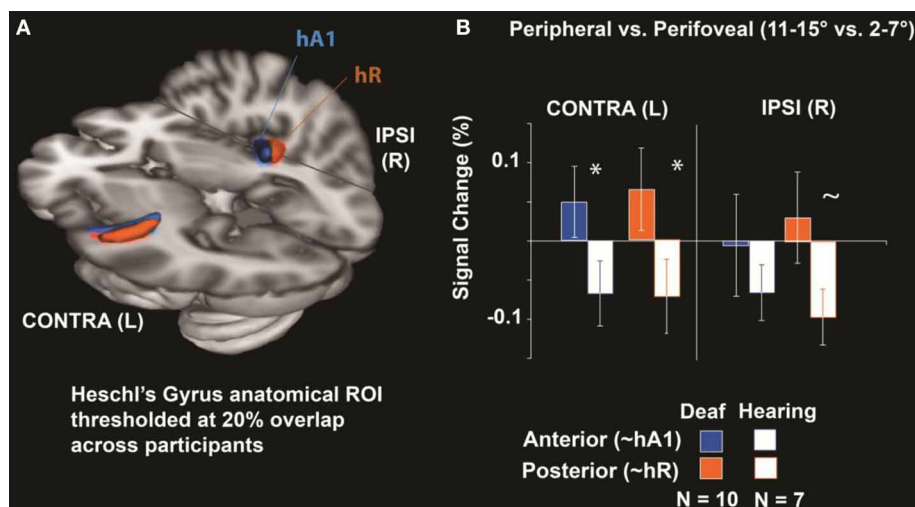 A
hA1
hR
IPSI
(R)
CONTRA (L)
Heschl's Gyrus anatomical ROI
thresholded at 20% overlap
across participants
B
Peripheral vs. Perifoveal (11-15° vs. 2-7°)
CONTRA (L)
IPSI (R)
Signal Change (%)
0.1
-0.1
*
*
~
Deaf Hearing
Anterior (~hA1)
Posterior (~hR)
N = 10 N = 7